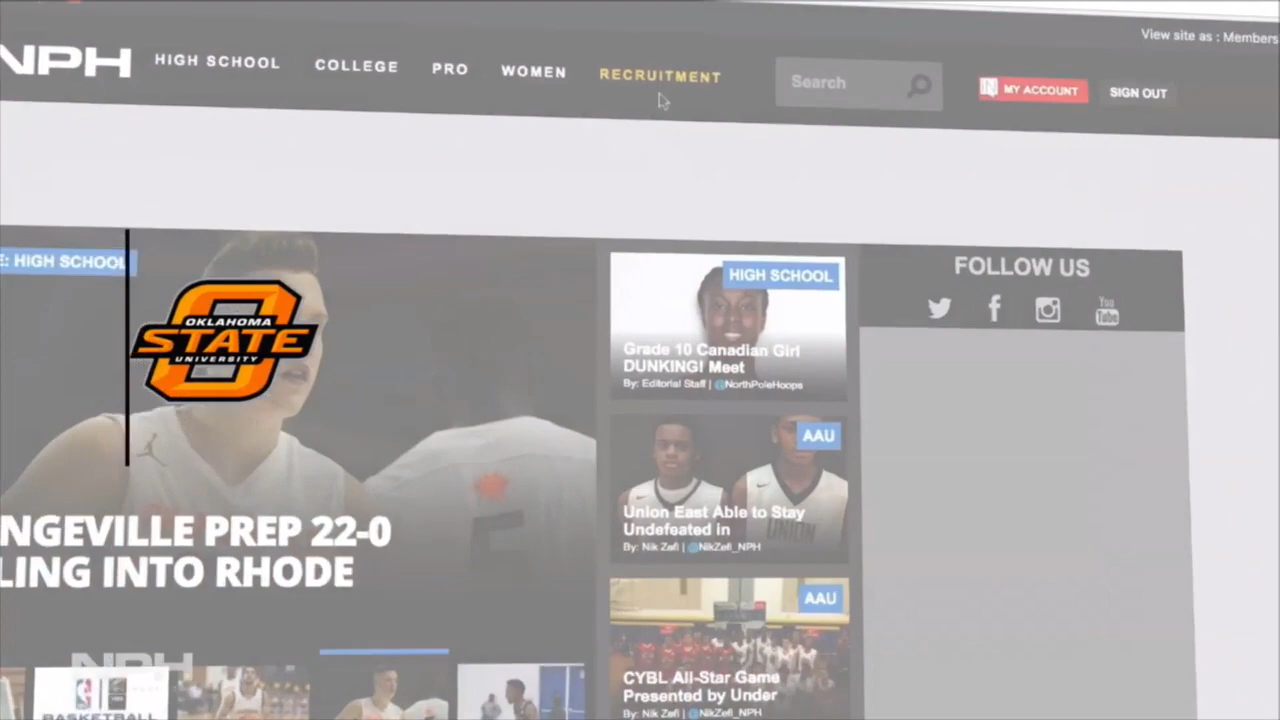 View site as : Members
NPH
HIGH SCHOOL
COLLEGE
PRO
WOMEN
RECRUITMENT
Search
MY ACCOUNT
SIGN OUT
E: HIGH SCHOOL
OKLAHOMA
STATE
UNIVERSITY
NGEVILLE PREP 22-0
LING INTO RHODE
HIGH SCHOOL
Grade 10 Canadian Girl
DUNKING! Meet
By: Editorial Staff | @NorthPoleHoops
AAU
Union East Able to Stay
Undefeated in
By: Nik Zefi | @NikZefi_NPH
AAU
CYBL All-Star Game
Presented by Under
By: Nik Zefi | @NikZefi_NPH
FOLLOW US
You
Tube
NPH
NBA
BASKETBALL